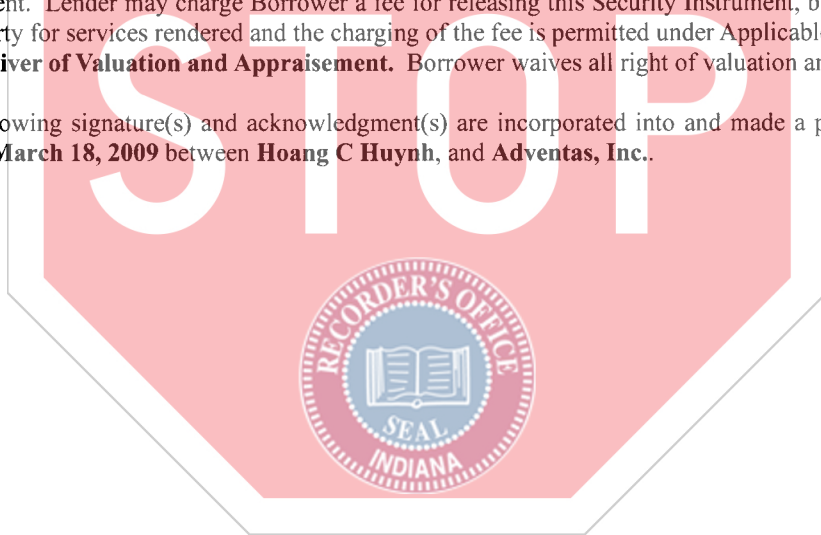 ent. Lender may charge Borrower a fee for releasing this Security Instrument, b
rty for services rendered and the charging of the fee is permitted under Applicabl
iver of Valuation and Appraisement. Borrower waives all right of valuation an
owing signature(s) and acknowledgment(s) are incorporated into and made a p
March 18, 2009 between Hoang C Huynh, and Adventas, Inc..
STOP
RECORDER'S OFFICE
SEAL
INDIANA